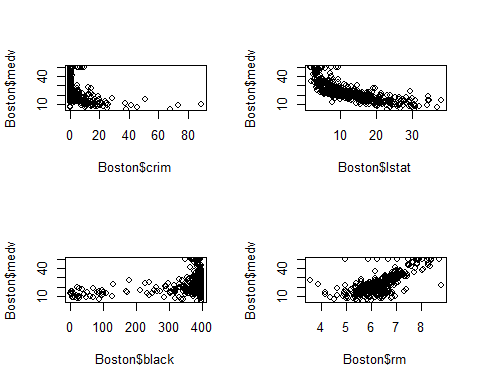 Boston$medv
40
10
0 20 40 60 80
Boston$crim
Boston$medv
40
10
10 20 30
Boston$lstat
Boston$medv
40
10
0 100 200 300 400
Boston$black
Boston$medv
40
10
4 5 6 7 8
Boston$rm